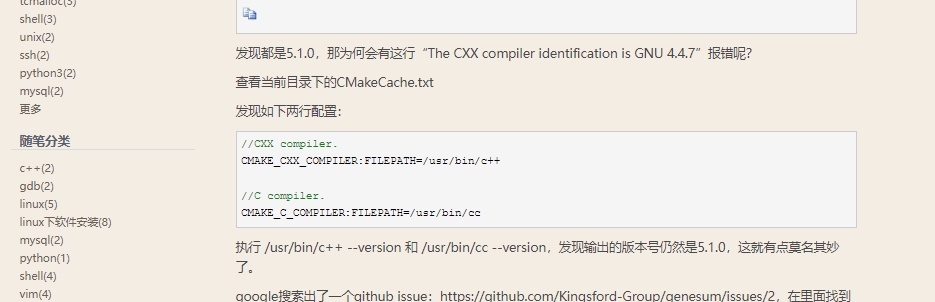 tcmalloc(3)
shell(3)
unix(2)
ssh(2)
python3(2)
mysql(2)
更多
随笔分类
c++(2)
gdb(2)
linux(5)
linux下软件安装(8)
mysql(2)
python(1)
shell(4)
vim(4)
发现都是5.1.0，那为何会有这行“The CXX compiler identification is GNU 4.4.7”报错呢?
查看当前目录下的CMakeCache.txt
发现如下两行配置：
//CXX compiler.
CMAKE_CXX_COMPILER:FILEPATH=/usr/bin/c++
//C compiler.
CMAKE_C_COMPILER:FILEPATH=/usr/bin/cc
执行 /usr/bin/c++ --version 和 /usr/bin/cc --version，发现输出的版本号仍然是5.1.0，这就有点莫名其妙
了。
google搜索出了一个github issue：https://github.com/Kingsford-Group/genesum/issues/2，在里面找到